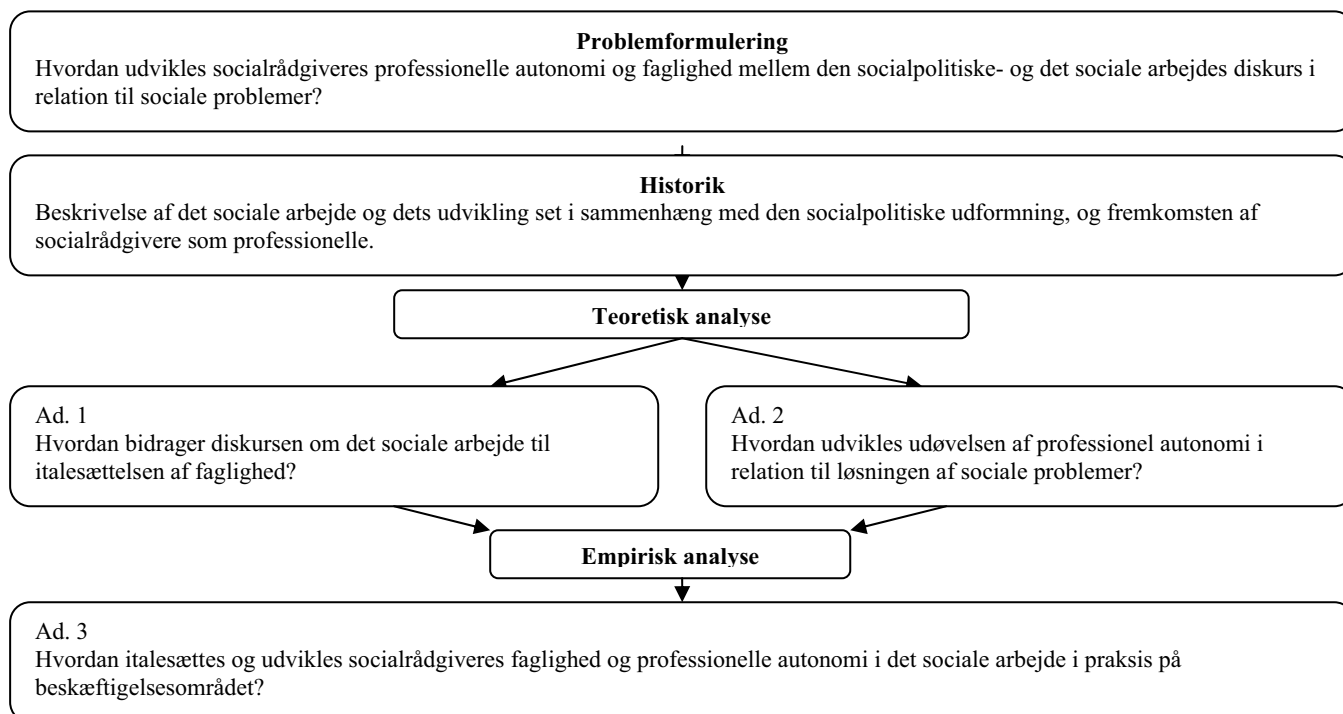 Problemformulering
Hvordan udvikles socialrådgiveres professionelle autonomi og faglighed mellem den socialpolitiske- og det sociale arbejdes diskurs i
relation til sociale problemer?
Historik
Beskrivelse af det sociale arbejde og dets udvikling set i sammenhæng med den socialpolitiske udformning, og fremkomsten af
socialrådgivere som professionelle.
Teoretisk analyse
Ad. 1
Hvordan bidrager diskursen om det sociale arbejde til
italesættelsen af faglighed?
Ad. 2
Hvordan udvikles udøvelsen af professionel autonomi i
relation til løsningen af sociale problemer?
Empirisk analyse
Ad. 3
Hvordan italesættes og udvikles socialrådgiveres faglighed og professionelle autonomi i det sociale arbejde i praksis på
beskæftigelsesområdet?